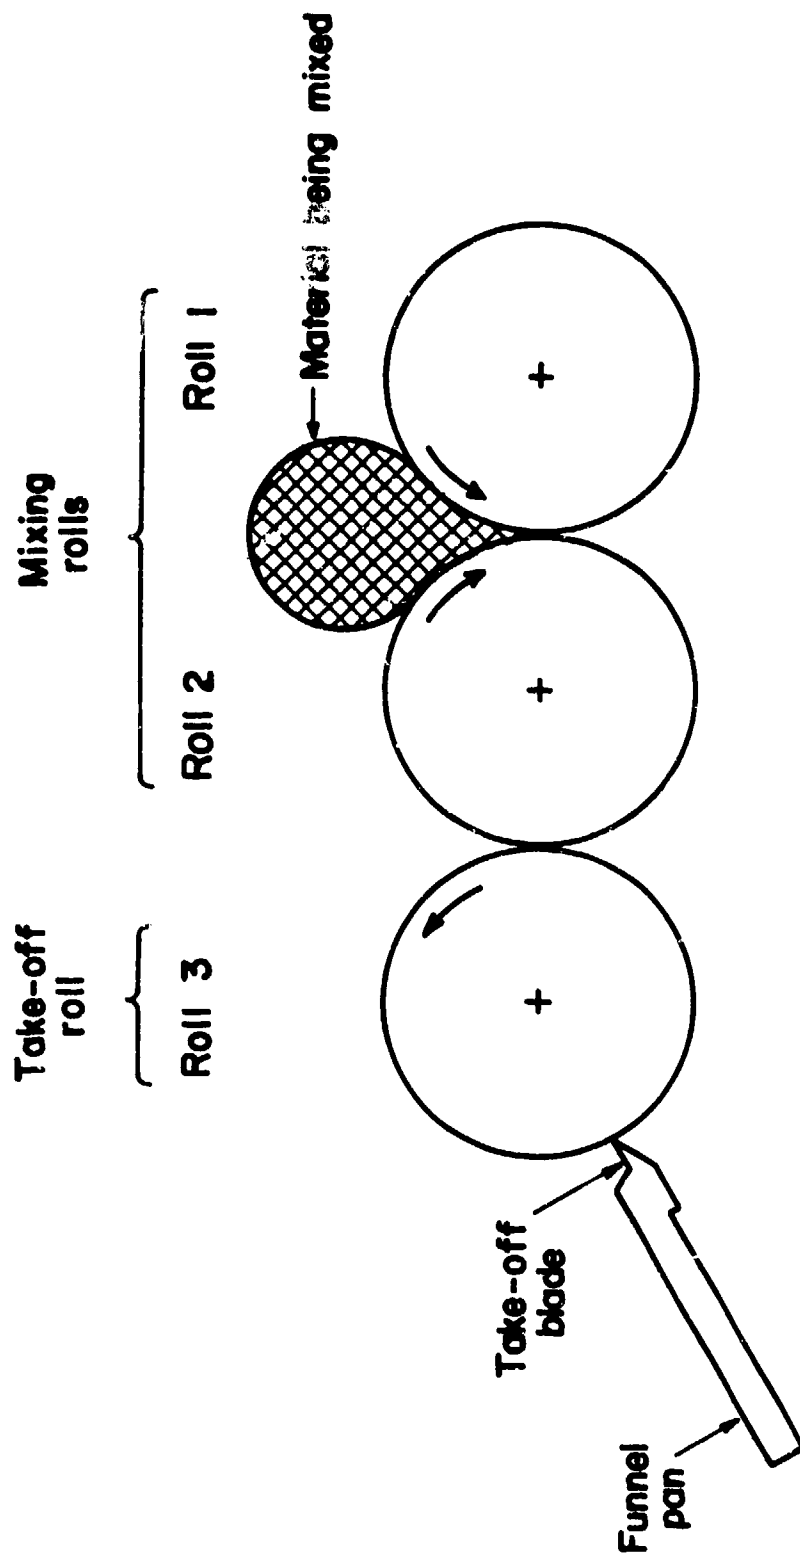 Take-off
roll
Mixing
rolls
Roll 3
Roll 2
Roll 1
Material being mixed
Take-off
blade
Funnel
pan